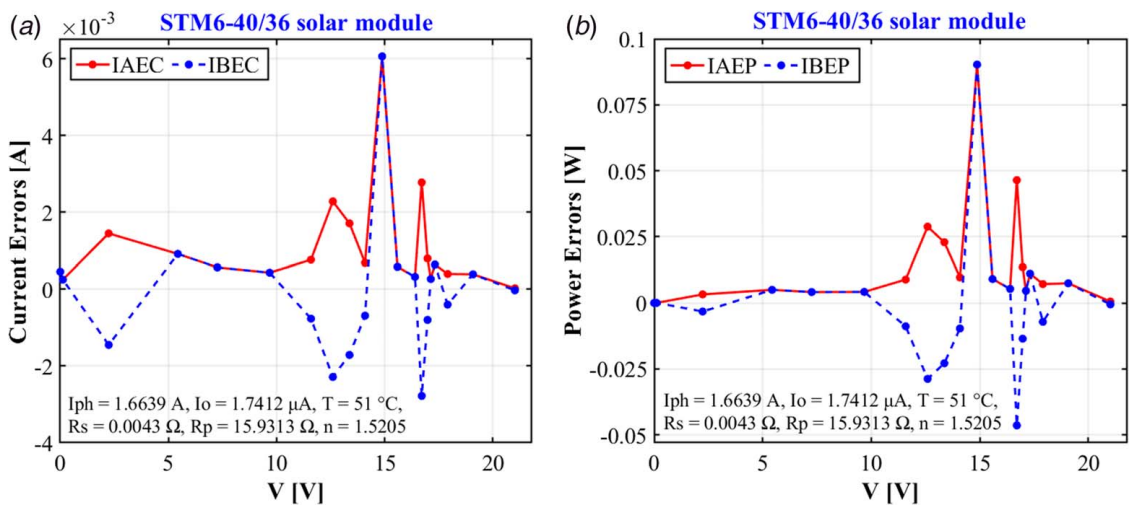 (a)
STM6-40/36 solar module
×10⁻³
6
4
2
0
-2
-4
Current Errors [A]
IAEC
IBEC
Iph = 1.6639 A, Io = 1.7412 μA, T = 51 °C,
Rs = 0.0043 Ω, Rp = 15.9313 Ω, n = 1.5205
0 5 10 15 20
V [V]
(b)
STM6-40/36 solar module
0.1
0.075
0.05
0.025
0
-0.025
-0.05
Power Errors [W]
IAEP
IBEP
Iph = 1.6639 A, Io = 1.7412 μA, T = 51 °C,
Rs = 0.0043 Ω, Rp = 15.9313 Ω, n = 1.5205
0 5 10 15 20
V [V]